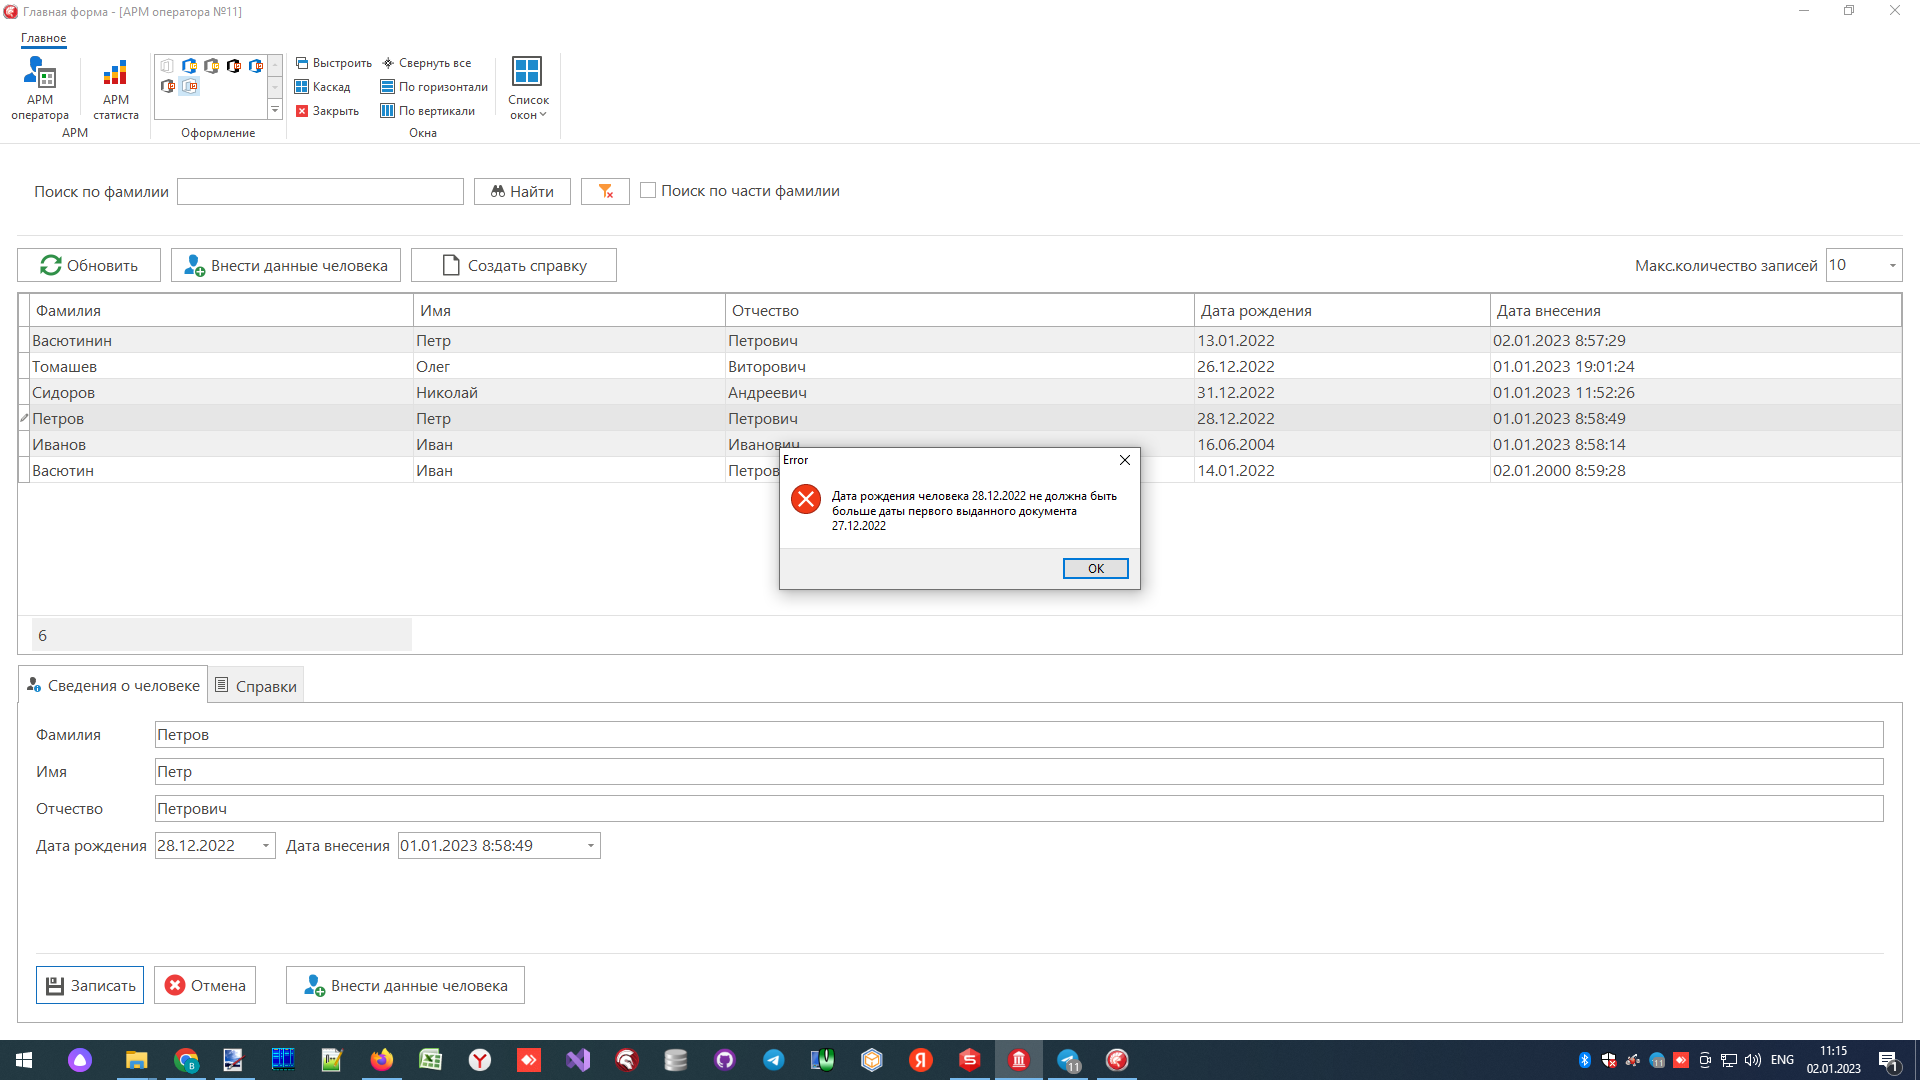 Главная форма - [АРМ оператора №11]
Главное
АРМ
оператора
АРМ
статиста
АРМ
Оформление
Выстроить
Каскад
Закрыть
Свернуть все
По горизонтали
По вертикали
Список
окон
Окна
Поиск по фамилии
Найти
Поиск по части фамилии
Обновить
Внести данные человека
Создать справку
Макс.количество записей 10
Фамилия Имя Отчество Дата рождения Дата внесения
Васютинин Петр Петрович 13.01.2022 02.01.2023 8:57:29
Томашев Олег Виторович 26.12.2022 01.01.2023 19:01:24
Сидоров Николай Андреевич 31.12.2022 01.01.2023 11:52:26
Петров Петр Петрович 28.12.2022 01.01.2023 8:58:49
Иванов Иван Иванович 16.06.2004 01.01.2023 8:58:14
Васютин Иван Петров 14.01.2022 02.01.2000 8:59:28
Error
Дата рождения человека 28.12.2022 не должна быть
больше даты первого выданного документа
27.12.2022
OK
6
Сведения о человеке
Справки
Фамилия Петров
Имя Петр
Отчество Петрович
Дата рождения 28.12.2022 Дата внесения 01.01.2023 8:58:49
Записать
Отмена
Внести данные человека
11
11
ENG
11:15
02.01.2023
1